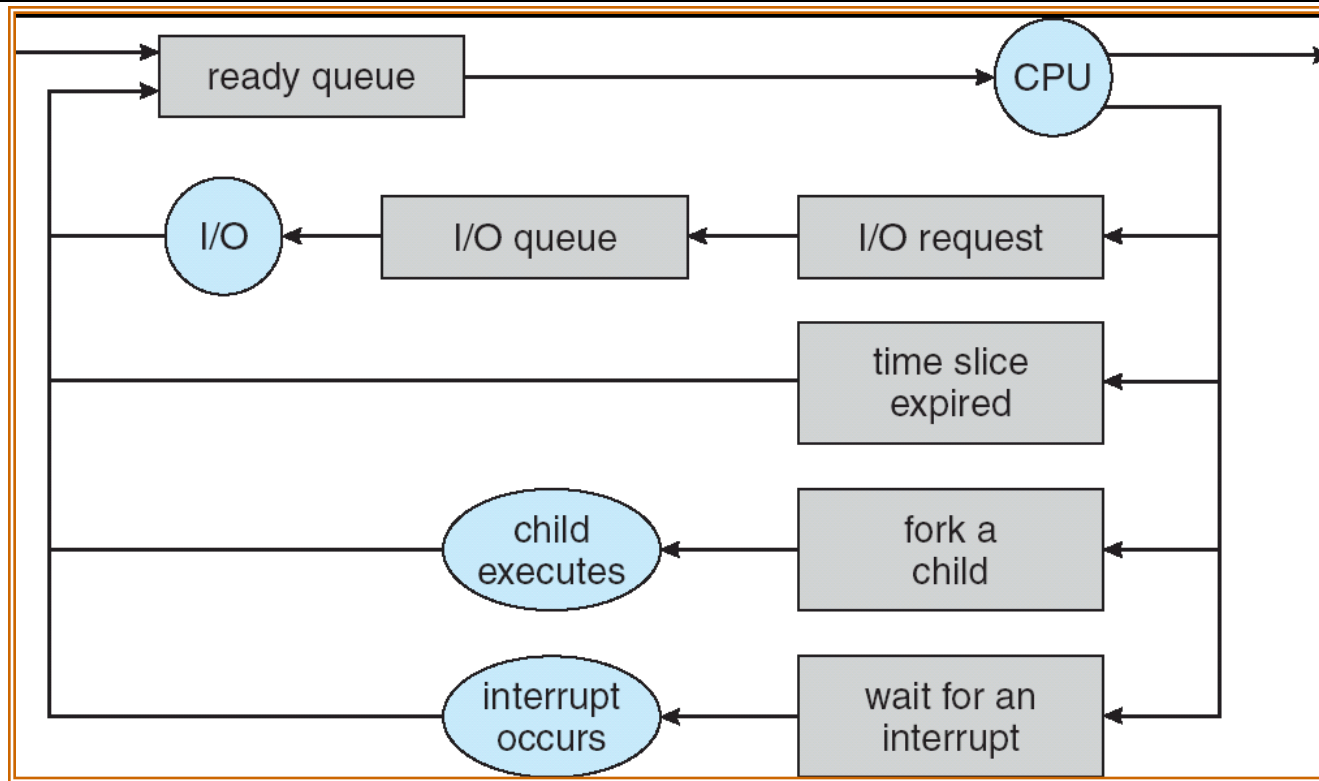 ready queue
CPU
I/O
I/O queue
I/O request
time slice
expired
child
executes
fork a
child
interrupt
occurs
wait for an
interrupt